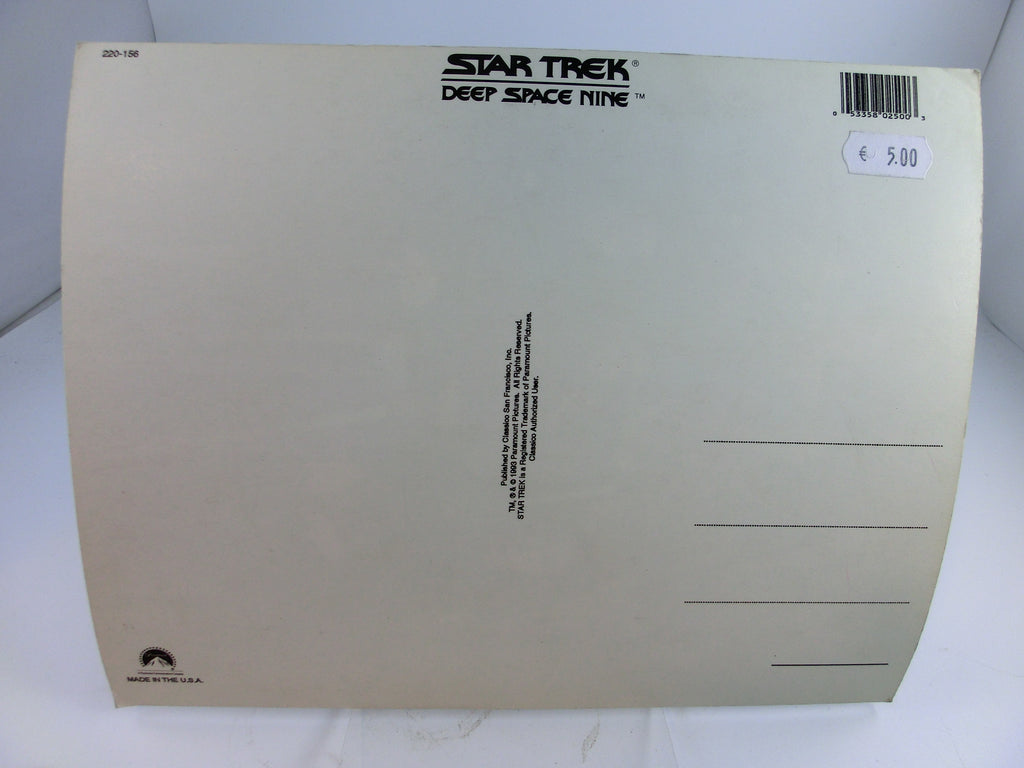 220-156
STAR TREK®
DEEP SPACE NINE™
0 53358 02500 3
€ 5.00
Published by Classico San Francisco, Inc.
TM, ® & © 1993 Paramount Pictures. All Rights Reserved.
STAR TREK is a Registered Trademark of Paramount Pictures.
Classico Authorized User.
MADE IN THE U.S.A.